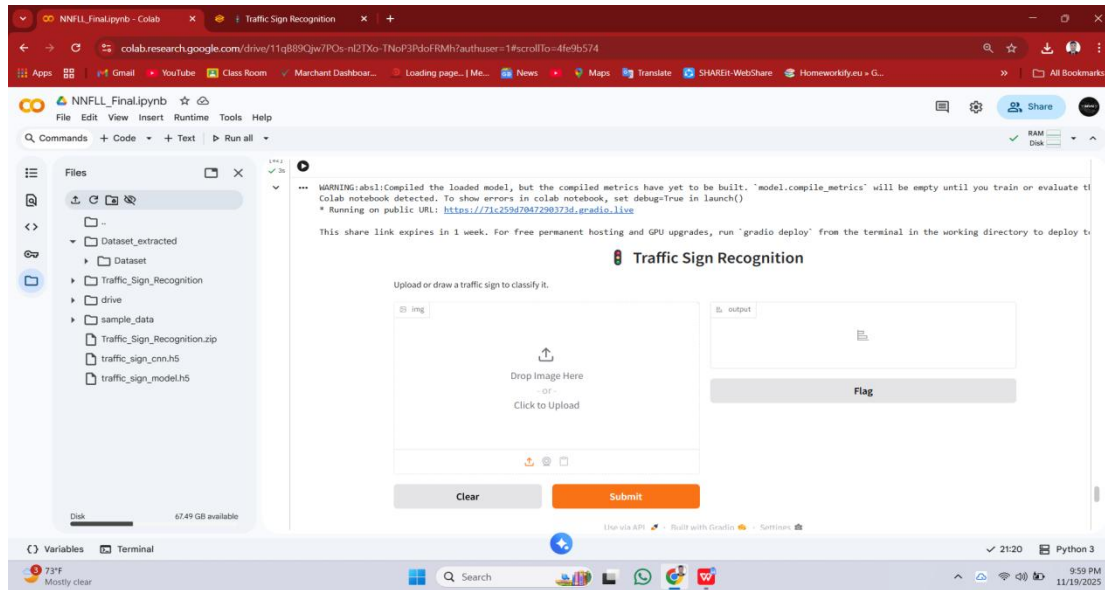 NNFLL_Final.ipynb - Colab
Traffic Sign Recognition
colab.research.google.com/drive/11qB89Qjw7POs-nI2TXo-TNoP3PdoFRMh?authuser=1#scrollTo=4fe9b574
Apps Gmail YouTube Class Room Marchant Dashboar... Loading page... | Me... News Maps Translate SHAREit-WebShare Homeworkify.eu » G... » All Bookmarks
NNFLL_Final.ipynb
Share
File Edit View Insert Runtime Tools Help
Commands + Code + Text Run all
RAM
Disk
Files
3s
..
Dataset_extracted
Dataset
Traffic_Sign_Recognition
drive
sample_data
Traffic_Sign_Recognition.zip
traffic_sign_cnn.h5
traffic_sign_model.h5
Disk 67.49 GB available
WARNING:absl:Compiled the loaded model, but the compiled metrics have yet to be built. `model.compile_metrics` will be empty until you train or evaluate t
Colab notebook detected. To show errors in colab notebook, set debug=True in launch()
* Running on public URL: https://71c259d7047290373d.gradio.live
This share link expires in 1 week. For free permanent hosting and GPU upgrades, run `gradio deploy` from the terminal in the working directory to deploy t
Traffic Sign Recognition
Upload or draw a traffic sign to classify it.
img
output
Drop Image Here
- or -
Click to Upload
Flag
Clear
Submit
Use via API · Built with Gradio · Settings
Variables Terminal
21:20 Python 3
3
73°F
Mostly clear
Search
9:59 PM
11/19/2025